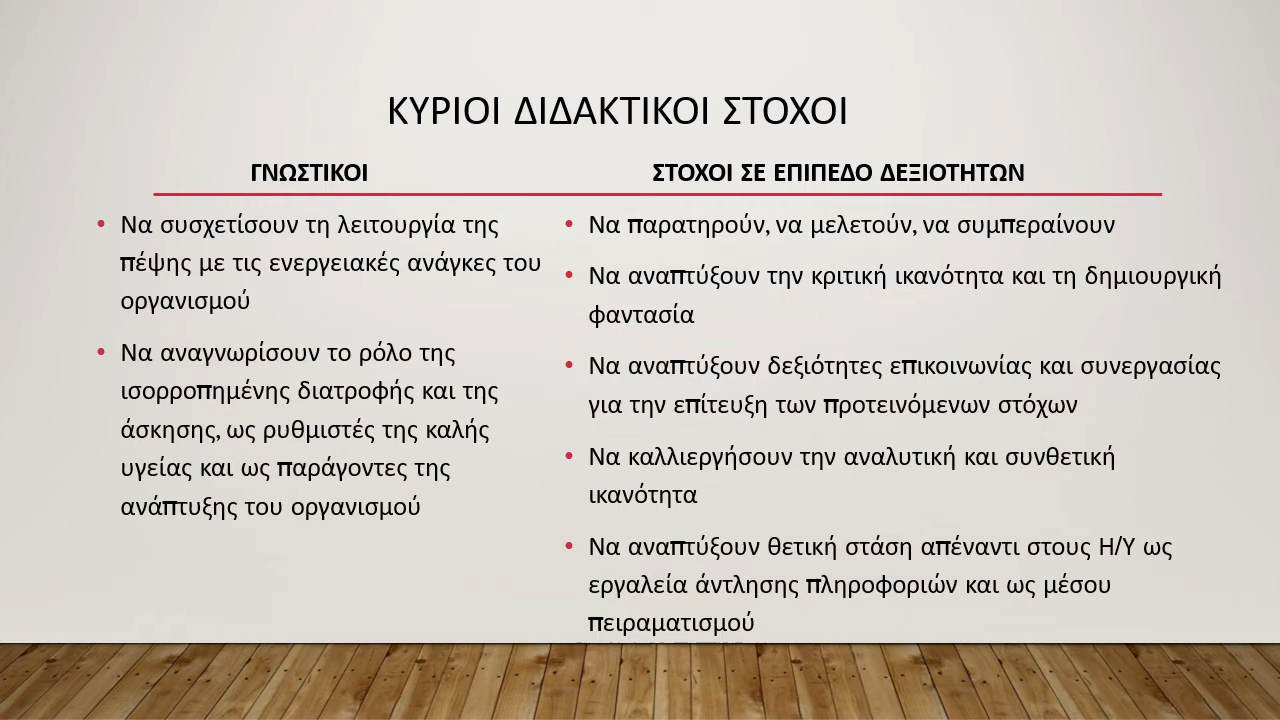 ΚΥΡΙΟΙ ΔΙΔΑΚΤΙΚΟΙ ΣΤΟΧΟΙ
ΓΝΩΣΤΙΚΟΙ
• Να συσχετίσουν τη λειτουργία της
πέψης με τις ενεργειακές ανάγκες του
οργανισμού
• Να αναγνωρίσουν το ρόλο της
ισορροπημένης διατροφής και της
άσκησης, ως ρυθμιστές της καλής
υγείας και ως παράγοντες της
ανάπτυξης του οργανισμού
ΣΤΟΧΟΙ ΣΕ ΕΠΙΠΕΔΟ ΔΕΞΙΟΤΗΤΩΝ
• Να παρατηρούν, να μελετούν, να συμπεραίνουν
• Να αναπτύξουν την κριτική ικανότητα και τη δημιουργική
φαντασία
• Να αναπτύξουν δεξιότητες επικοινωνίας και συνεργασίας
για την επίτευξη των προτεινόμενων στόχων
• Να καλλιεργήσουν την αναλυτική και συνθετική
ικανότητα
• Να αναπτύξουν θετική στάση απέναντι στους Η/Υ ως
εργαλεία άντλησης πληροφοριών και ως μέσου
πειραματισμού